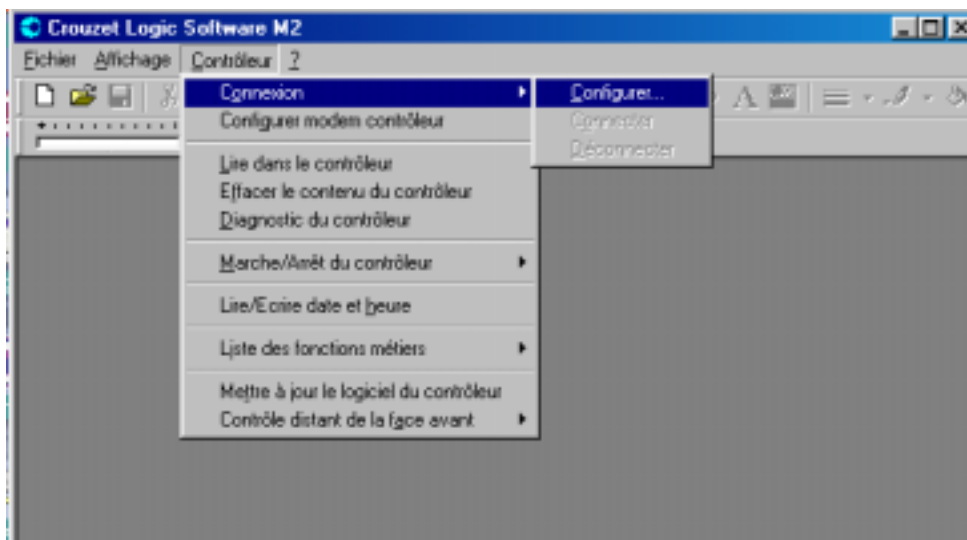 Crouzet Logic Software M2
Fichier Affichage Contrôleur ?
Connexion
Configurer modem contrôleur
Lire dans le contrôleur
Effacer le contenu du contrôleur
Diagnostic du contrôleur
Marche/Arrêt du contrôleur
Lire/Ecrire date et heure
Liste des fonctions métiers
Mettre à jour le logiciel du contrôleur
Contrôle distant de la face avant
Configurer...
Connecter
Déconnecter
A